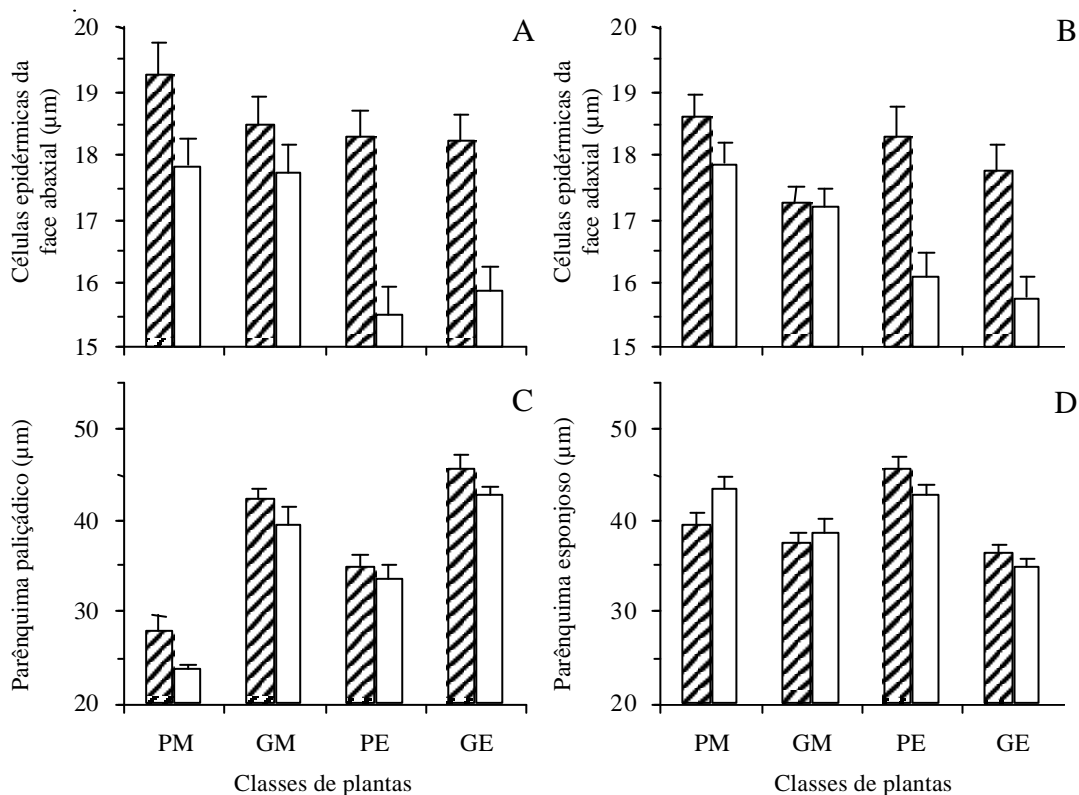 A
Células epidérmicas da
face abaxial (µm)
20
19
18
17
16
15
B
Células epidérmicas da
face adaxial (µm)
20
19
18
17
16
15
C
Parênquima paliçádico (µm)
50
40
30
20
PM GM PE GE
Classes de plantas
D
Parênquima esponjoso (µm)
50
40
30
20
PM GM PE GE
Classes de plantas